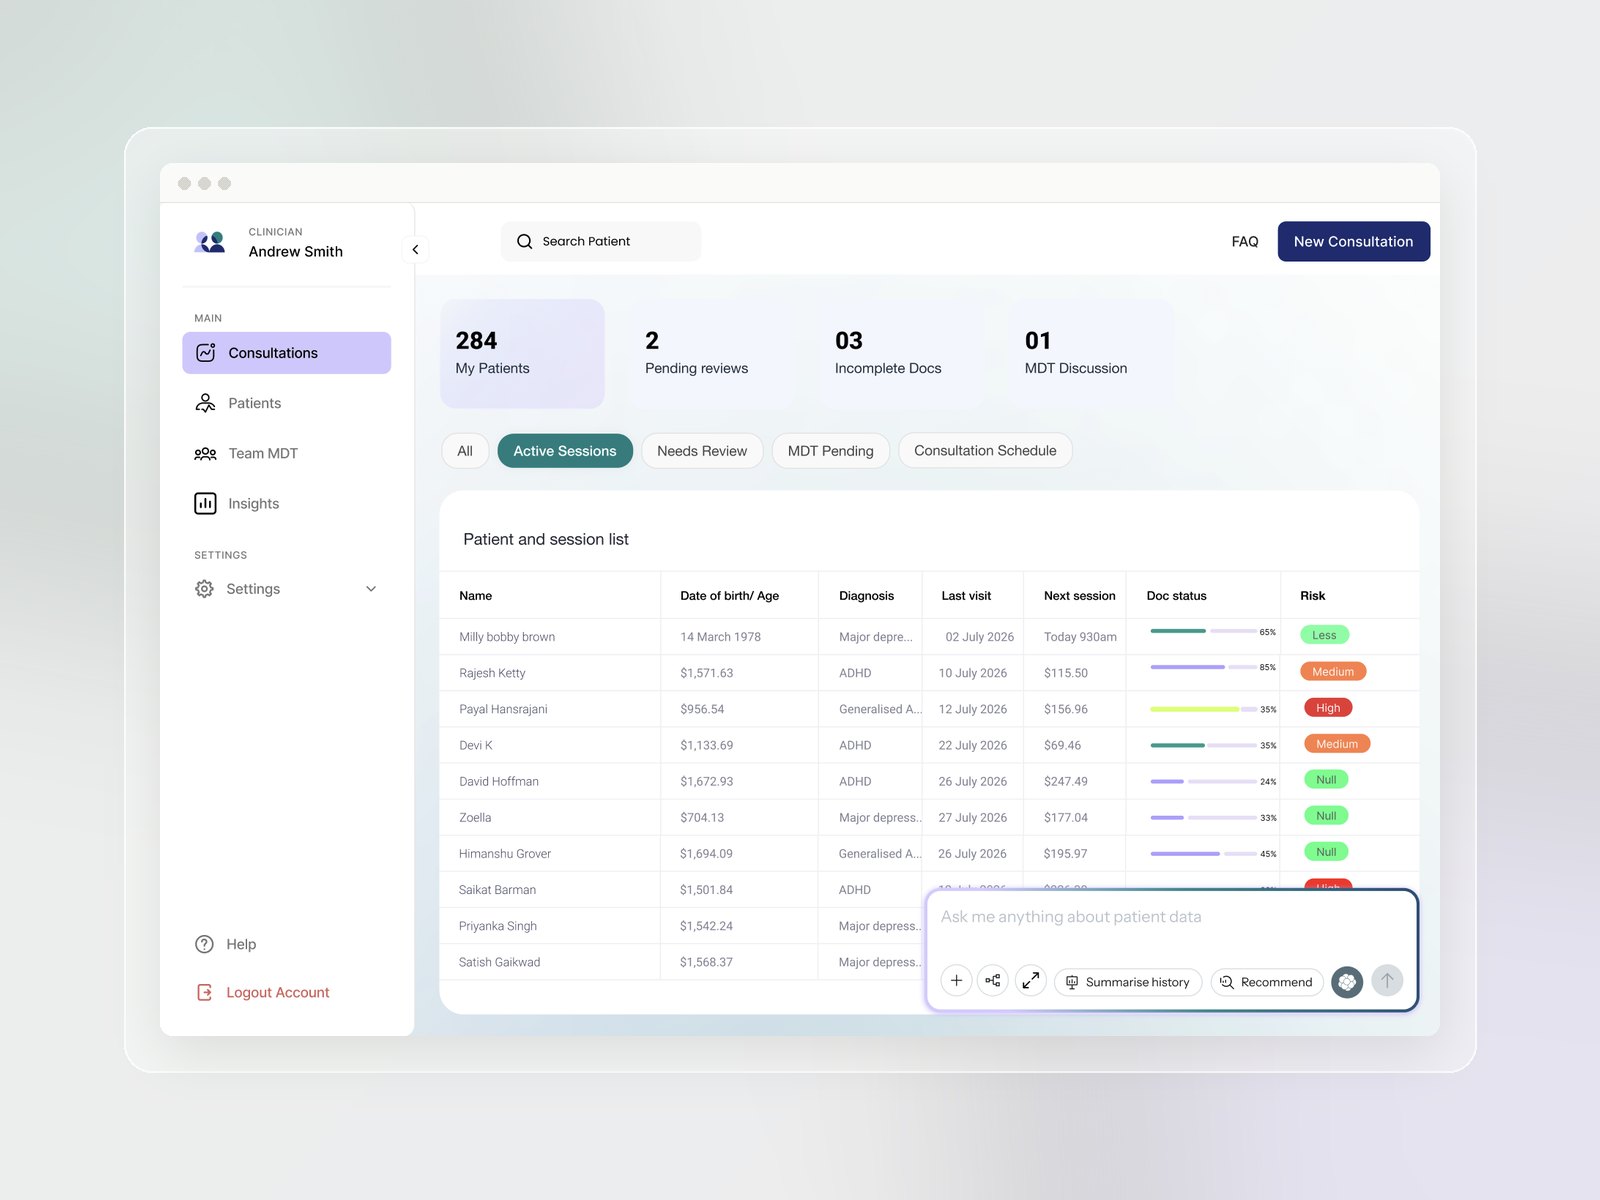 CLINICIAN
Andrew Smith
Search Patient
FAQ
New Consultation
MAIN
Consultations
Patients
Team MDT
Insights
SETTINGS
Settings
Help
Logout Account
284
My Patients
2
Pending reviews
03
Incomplete Docs
01
MDT Discussion
All
Active Sessions
Needs Review
MDT Pending
Consultation Schedule
Patient and session list
Name Date of birth/ Age Diagnosis Last visit Next session Doc status Risk
Milly bobby brown 14 March 1978 Major depre... 02 July 2026 Today 930am 65% Less
Rajesh Ketty $1,571.63 ADHD 10 July 2026 $115.50 85% Medium
Payal Hansrajani $956.54 Generalised A... 12 July 2026 $156.96 35% High
Devi K $1,133.69 ADHD 22 July 2026 $69.46 35% Medium
David Hoffman $1,672.93 ADHD 26 July 2026 $247.49 24% Null
Zoella $704.13 Major depress.. 27 July 2026 $177.04 33% Null
Himanshu Grover $1,694.09 Generalised A... 26 July 2026 $195.97 45% Null
Saikat Barman $1,501.84 ADHD High
Priyanka Singh $1,542.24 Major depress..
Satish Gaikwad $1,568.37 Major depress..
Ask me anything about patient data
Summarise history
Recommend